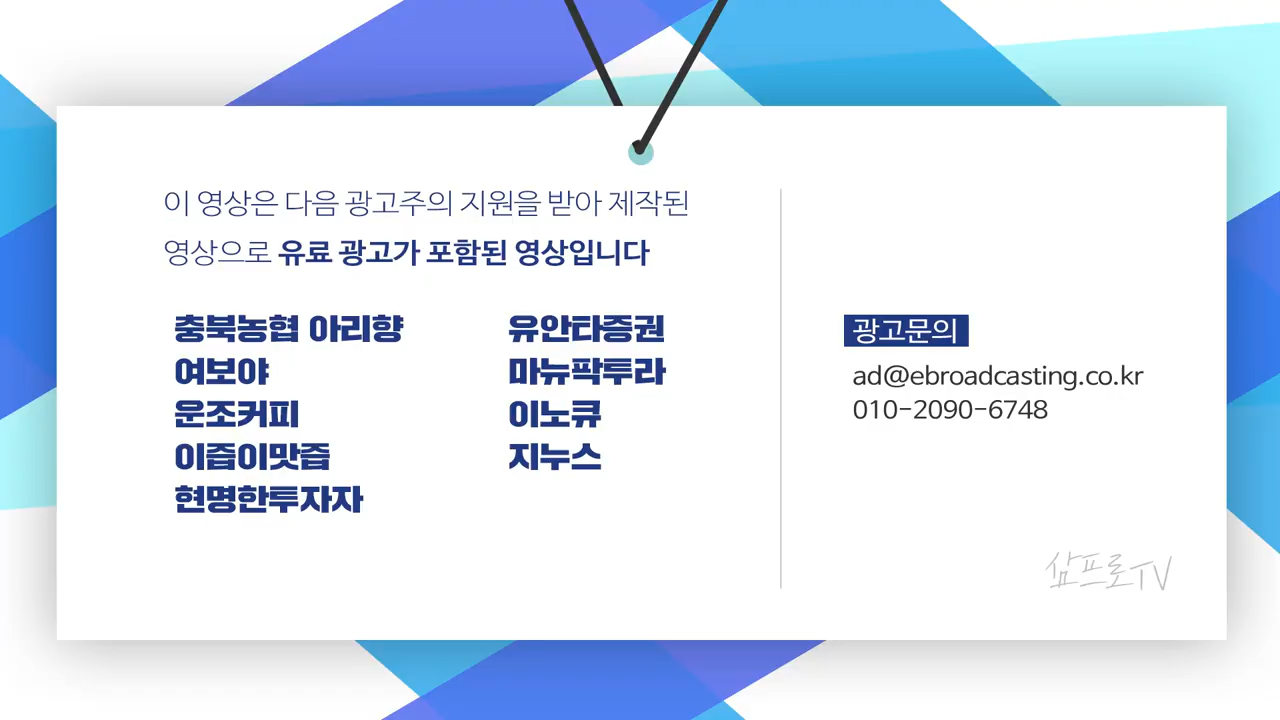 이 영상은 다음 광고주의 지원을 받아 제작된
영상으로 유료 광고가 포함된 영상입니다
충북농협 아리향
여보야
운조커피
이즙이맛즙
현명한투자자
유안타증권
마뉴팍투라
이노큐
지누스
광고문의
ad@ebroadcasting.co.kr
010-2090-6748
삼프로TV